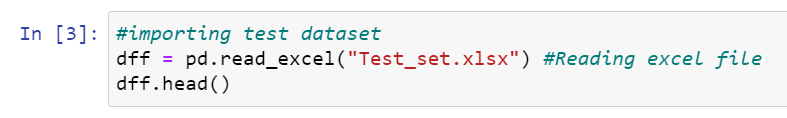 In [3]: #importing test dataset
dff = pd.read_excel("Test_set.xlsx") #Reading excel file
dff.head()